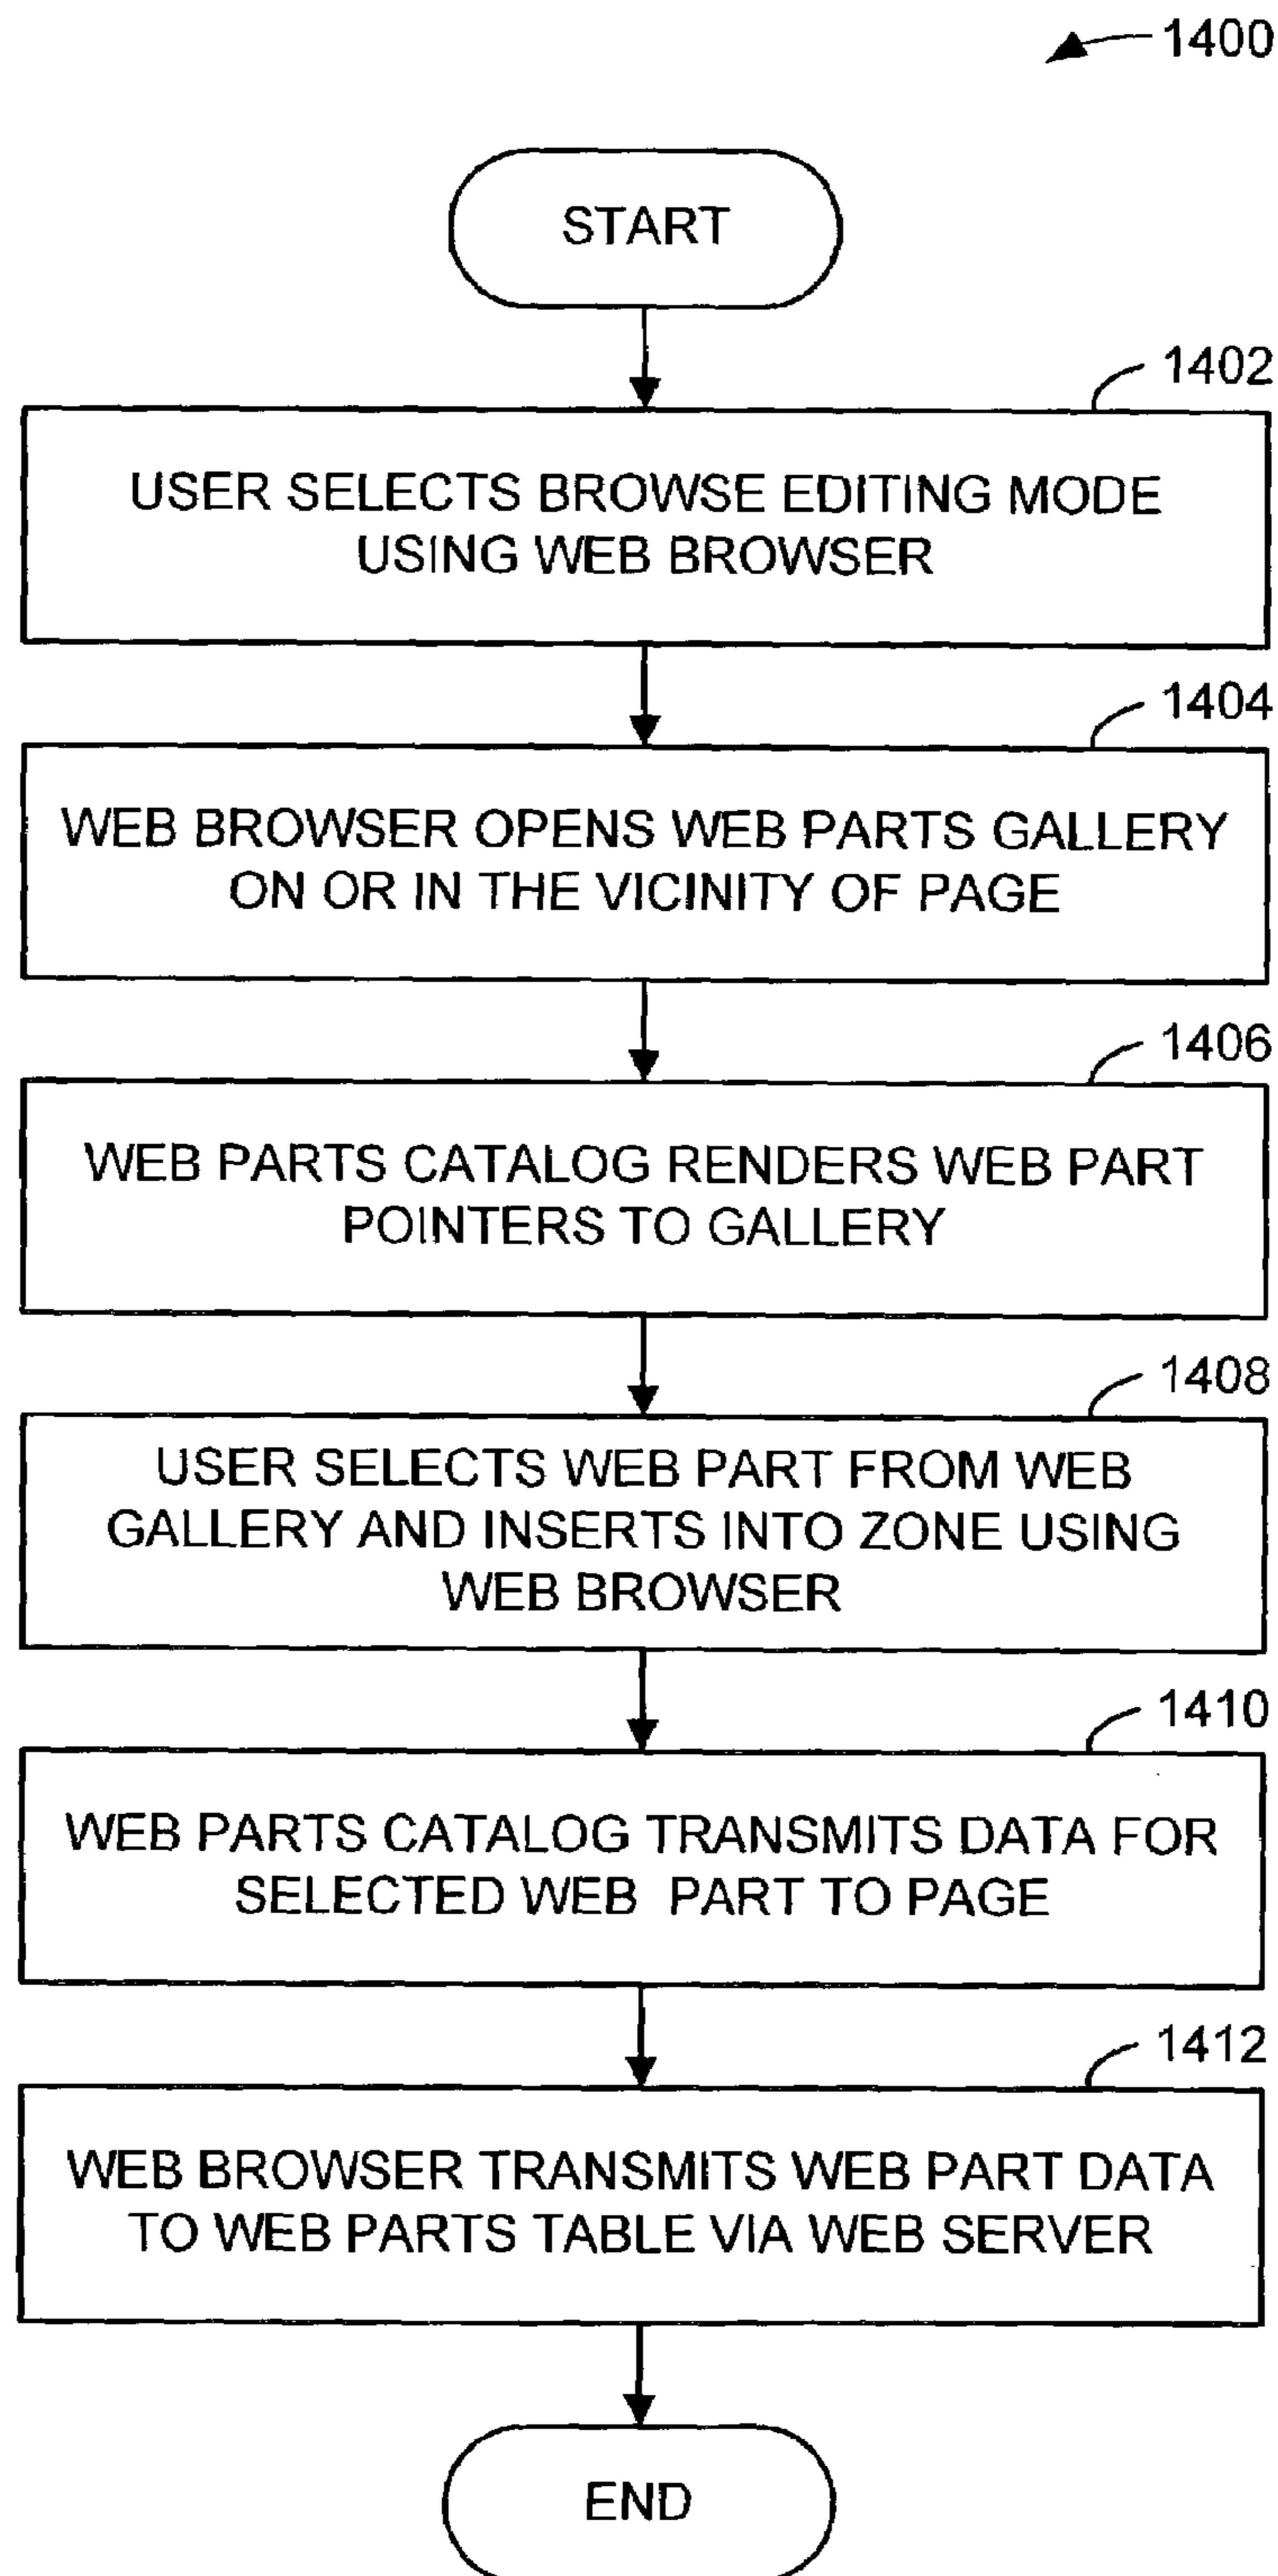 1400
START
1402
USER SELECTS BROWSE EDITING MODE
USING WEB BROWSER
1404
WEB BROWSER OPENS WEB PARTS GALLERY
ON OR IN THE VICINITY OF PAGE
1406
WEB PARTS CATALOG RENDERS WEB PART
POINTERS TO GALLERY
1408
USER SELECTS WEB PART FROM WEB
GALLERY AND INSERTS INTO ZONE USING
WEB BROWSER
1410
WEB PARTS CATALOG TRANSMITS DATA FOR
SELECTED WEB PART TO PAGE
1412
WEB BROWSER TRANSMITS WEB PART DATA
TO WEB PARTS TABLE VIA WEB SERVER
END